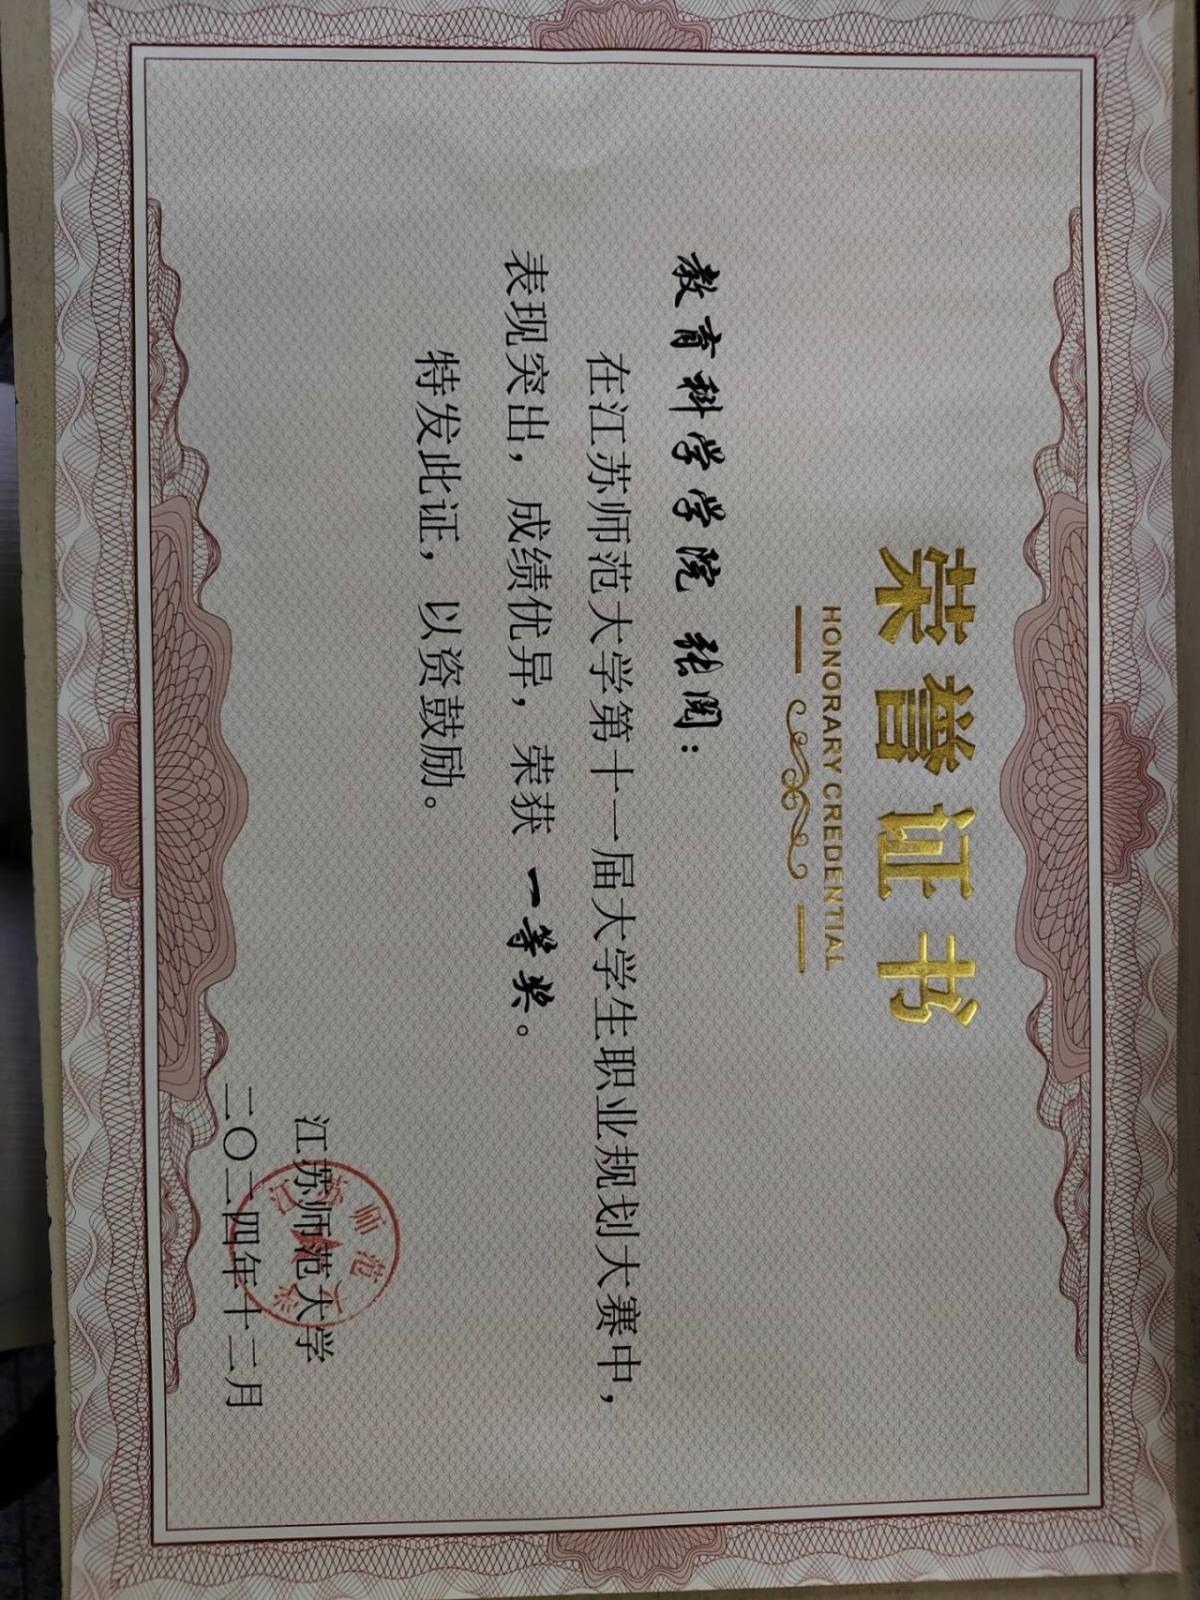 荣誉证书
HONORARY CREDENTIAL
教育科学学院 张阅：
在江苏师范大学第十一届大学生职业规划大赛中，
表现突出，成绩优异，荣获 一等奖。
特发此证，以资鼓励。
江苏师范大学
二〇二四年十二月